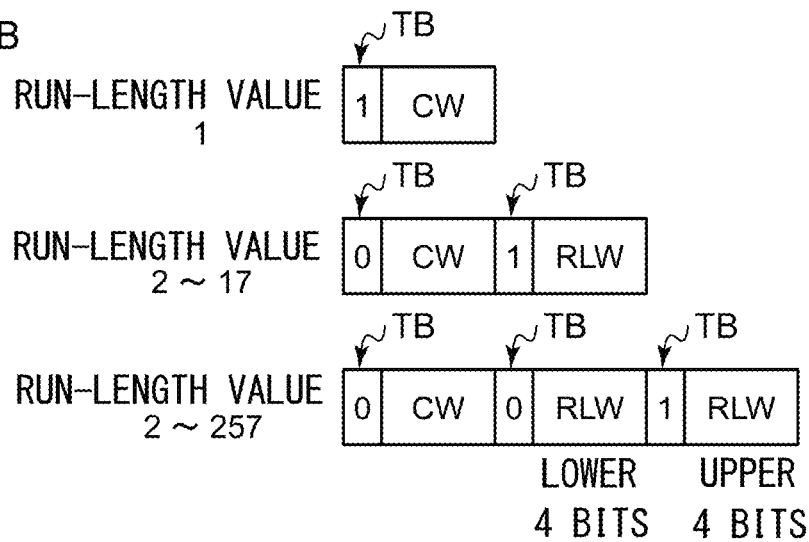 B
TB
RUN-LENGTH VALUE 1 CW
1
TB TB
RUN-LENGTH VALUE 0 CW 1 RLW
2 ~ 17
TB TB TB
RUN-LENGTH VALUE 0 CW 0 RLW 1 RLW
2 ~ 257
LOWER UPPER
4 BITS 4 BITS